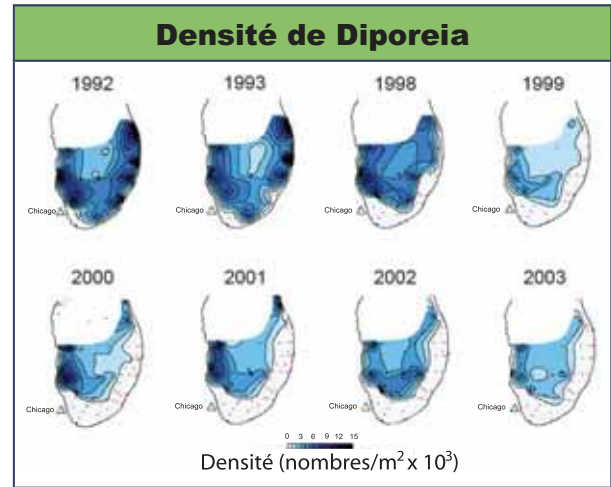 Densité de Diporeia
1992 1993 1998 1999
Chicago Chicago Chicago Chicago
2000 2001 2002 2003
Chicago Chicago Chicago Chicago
0 3 6 9 12 15
Densité (nombres/m² x 10³)